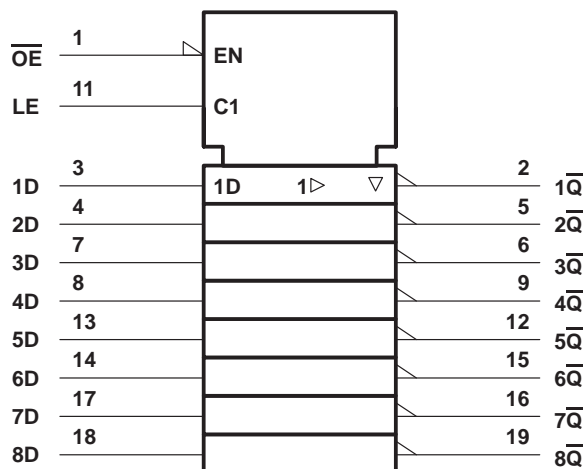 O̅E̅ 1 EN
LE 11 C1
1D 3 1D 1▷ ▽ 2 1Q̅
2D 4 5 2Q̅
3D 7 6 3Q̅
4D 8 9 4Q̅
5D 13 12 5Q̅
6D 14 15 6Q̅
7D 17 16 7Q̅
8D 18 19 8Q̅